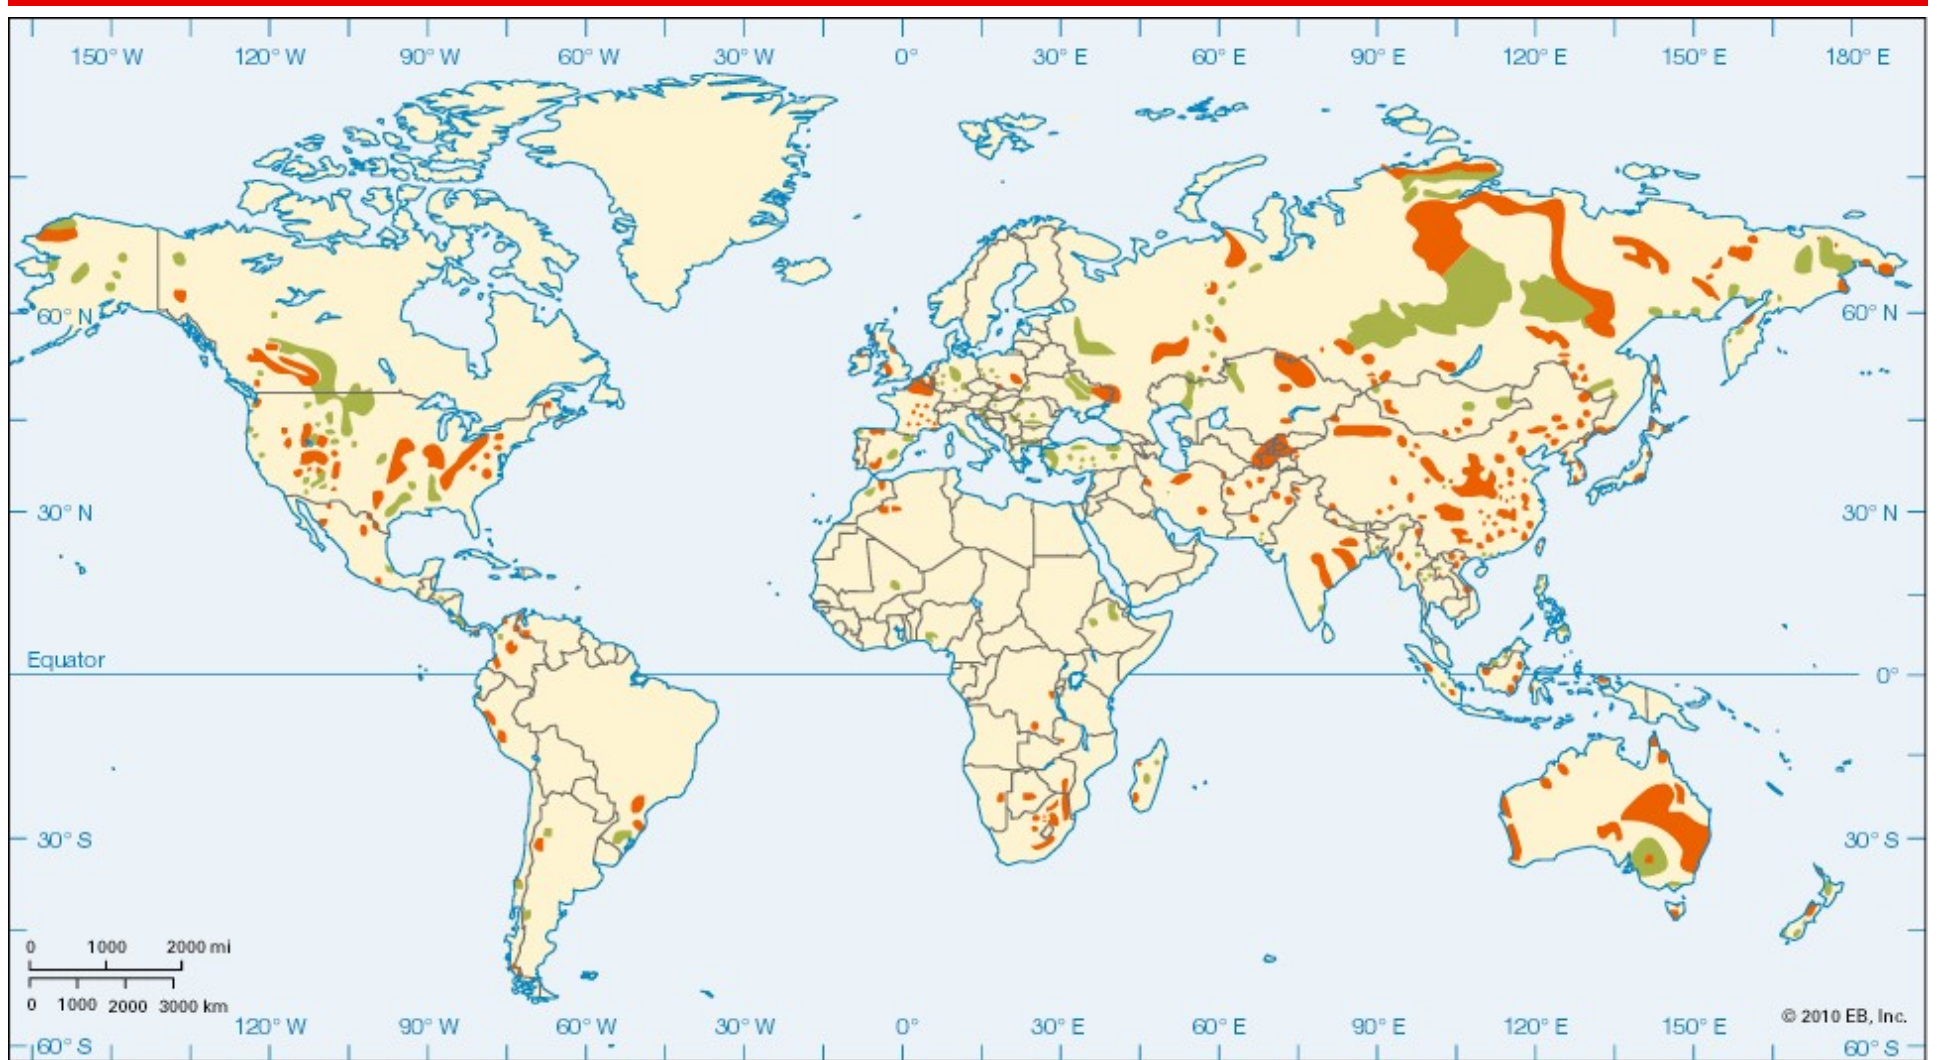 150° W 120° W 90° W 60° W 30° W 0° 30° E 60° E 90° E 120° E 150° E 180° E
60° N 60° N
30° N 30° N
Equator 0°
30° S 30° S
0 1000 2000 mi
0 1000 2000 3000 km
© 2010 EB, Inc.
120° W 90° W 60° W 30° W 0° 30° E 60° E 90° E 120° E 150° E
60° S 60° S